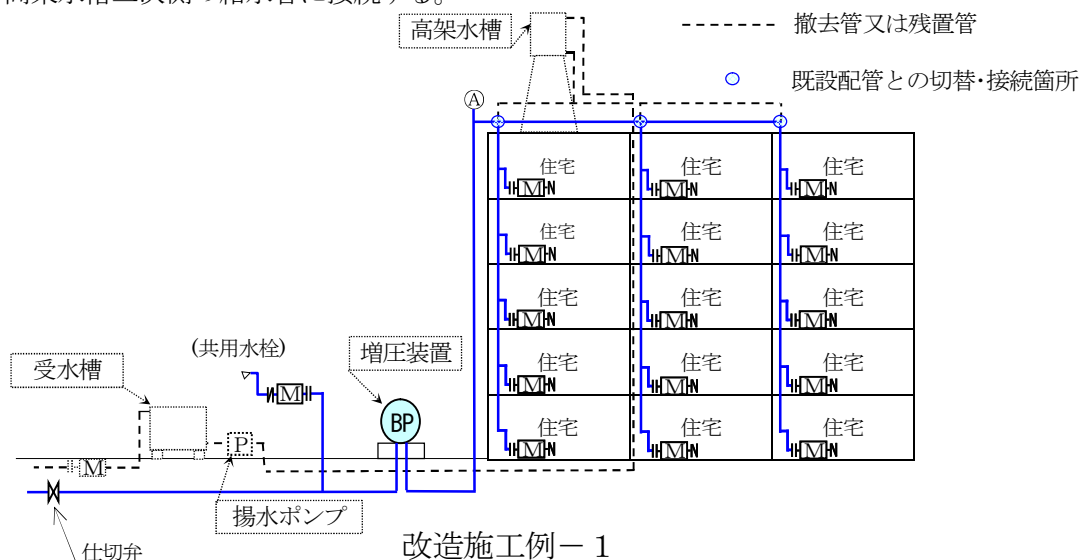 高架水槽
撤去管又は残置管
既設配管との切替・接続箇所
A
住宅 住宅 住宅
M M M
住宅 住宅 住宅
M M M
住宅 住宅 住宅
M M M
住宅 住宅 住宅
M M M
住宅 住宅 住宅
M M M
(共用水栓)
増圧装置
受水槽
M
BP
P
M
揚水ポンプ
仕切弁
改造施工例－１